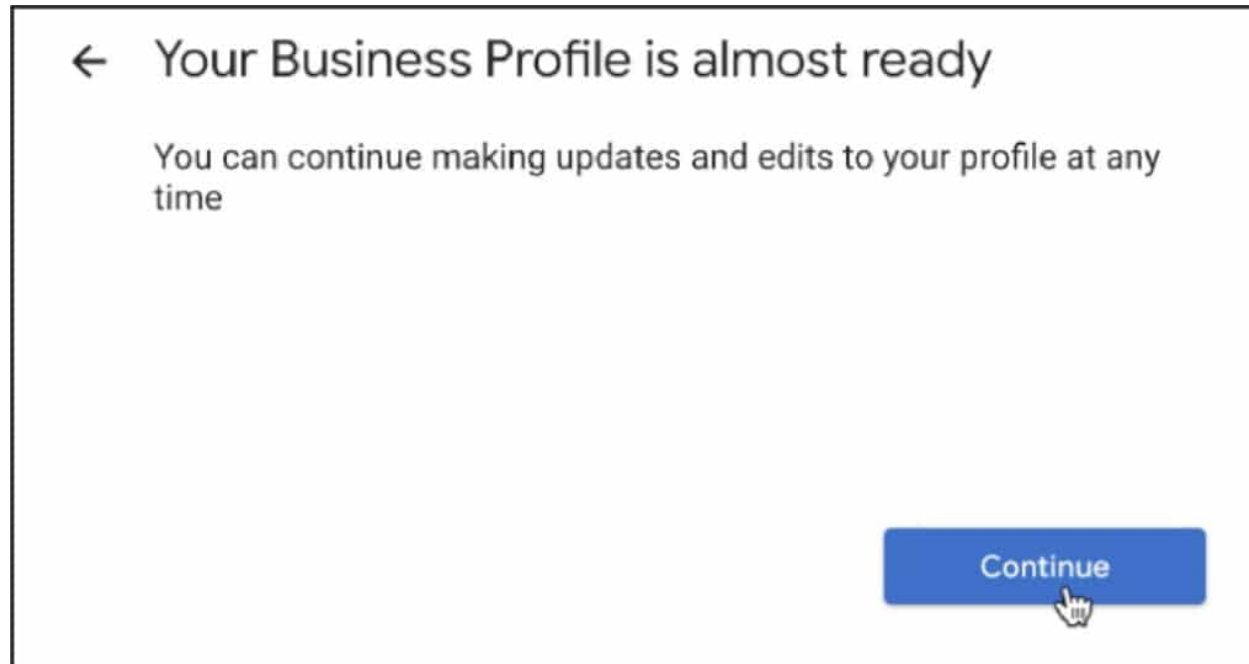 Your Business Profile is almost ready
You can continue making updates and edits to your profile at any
time
Continue